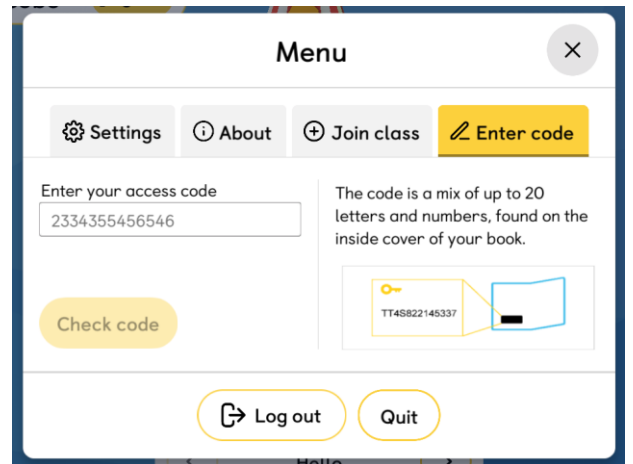 Menu
Settings
About
Join class
Enter code
Enter your access code
2334355456546
The code is a mix of up to 20
letters and numbers, found on the
inside cover of your book.
TT4S822145337
Check code
Log out
Quit